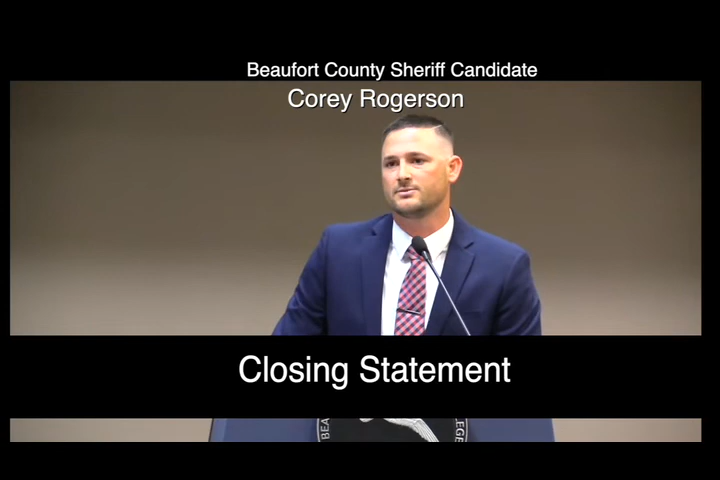 Beaufort County Sheriff Candidate
Corey Rogerson
Closing Statement